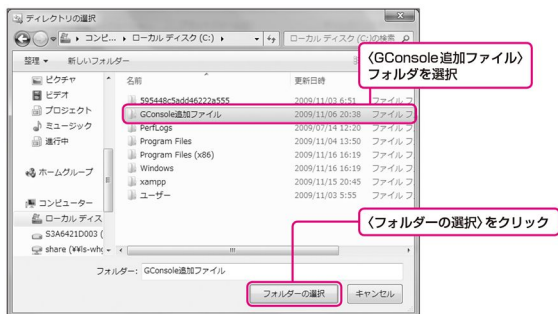 ディレクトリの選択
コンピ... ▸ ローカル ディスク (C:) ▸
ローカル ディスク (C:)の検索
整理 ▼ 新しいフォルダー
〈GConsole追加ファイル〉
フォルダを選択
ピクチャ
ビデオ
プロジェクト
ミュージック
進行中
ホームグループ
コンピューター
ローカル ディス
S3A6421D003 (
share (¥¥ls-whg
名前 更新日時
595448c5add46222a555 2009/11/03 6:51 ファイル フ
GConsole追加ファイル 2009/11/06 20:38 ファイル フ
PerfLogs 2009/07/14 12:20 ファイル フ
Program Files 2009/11/04 13:50 ファイル フ
Program Files (x86) 2009/11/16 16:19 ファイル フ
Windows 2009/11/16 16:19 ファイル フ
xampp 2009/11/15 20:45 ファイル フ
ユーザー 2009/11/03 5:55 ファイル フ
〈フォルダーの選択〉をクリック
フォルダー: GConsole追加ファイル
フォルダーの選択 キャンセル